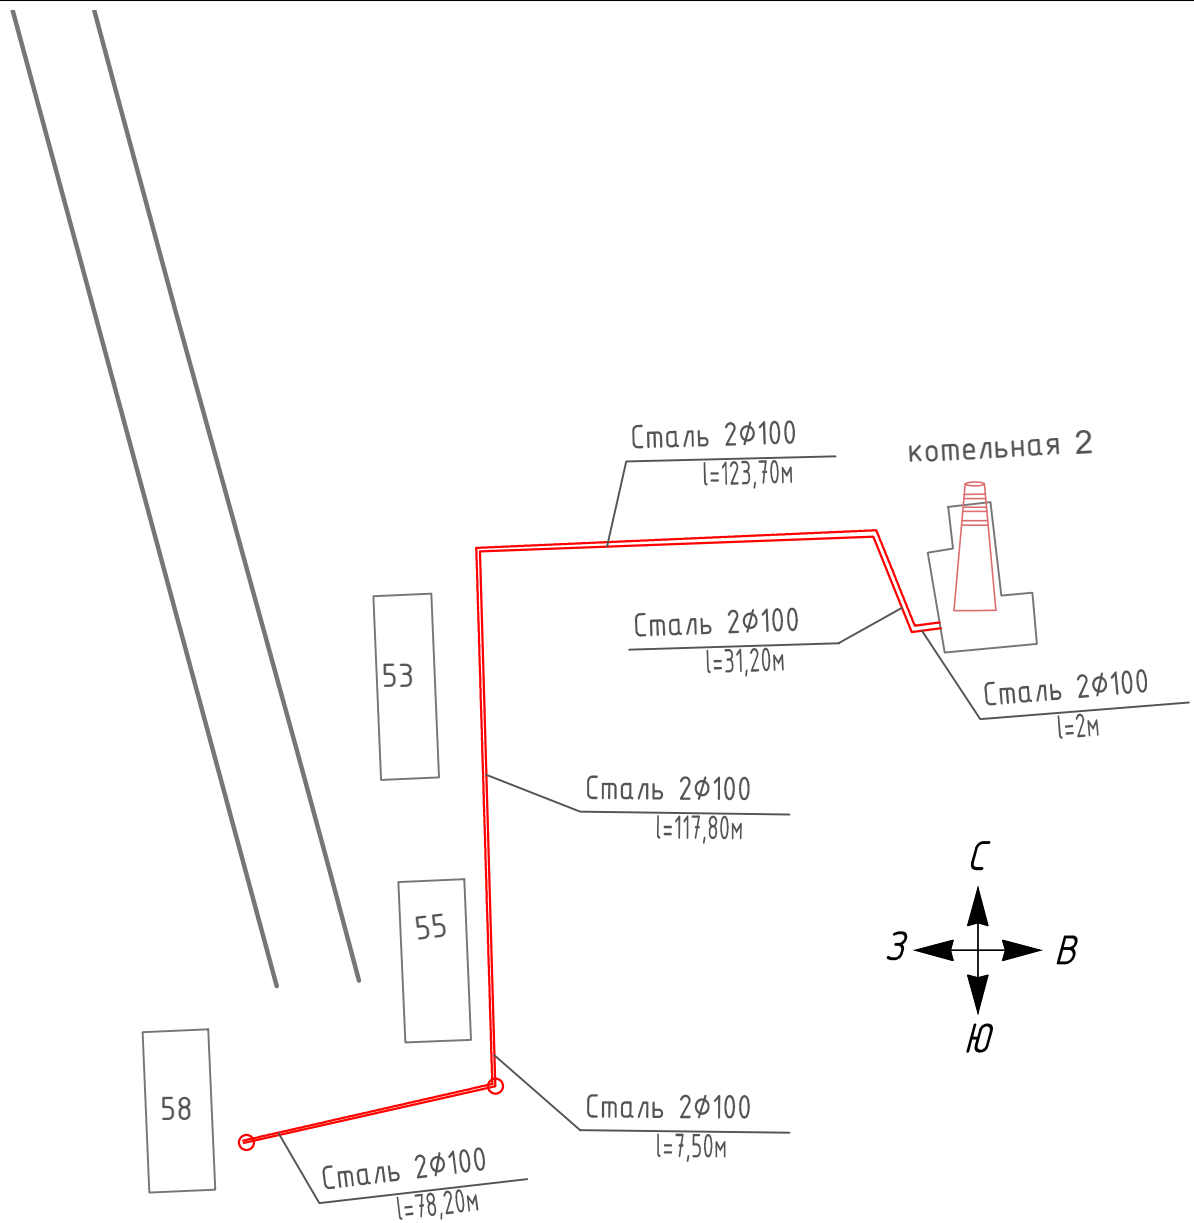 Сталь 2Ф100
l=123,70м
котельная 2
Сталь 2Ф100
l=31,20м
53
Сталь 2Ф100
l=2м
Сталь 2Ф100
l=117,80м
С
55
З
В
Ю
58
Сталь 2Ф100
l=7,50м
Сталь 2Ф100
l=78,20м